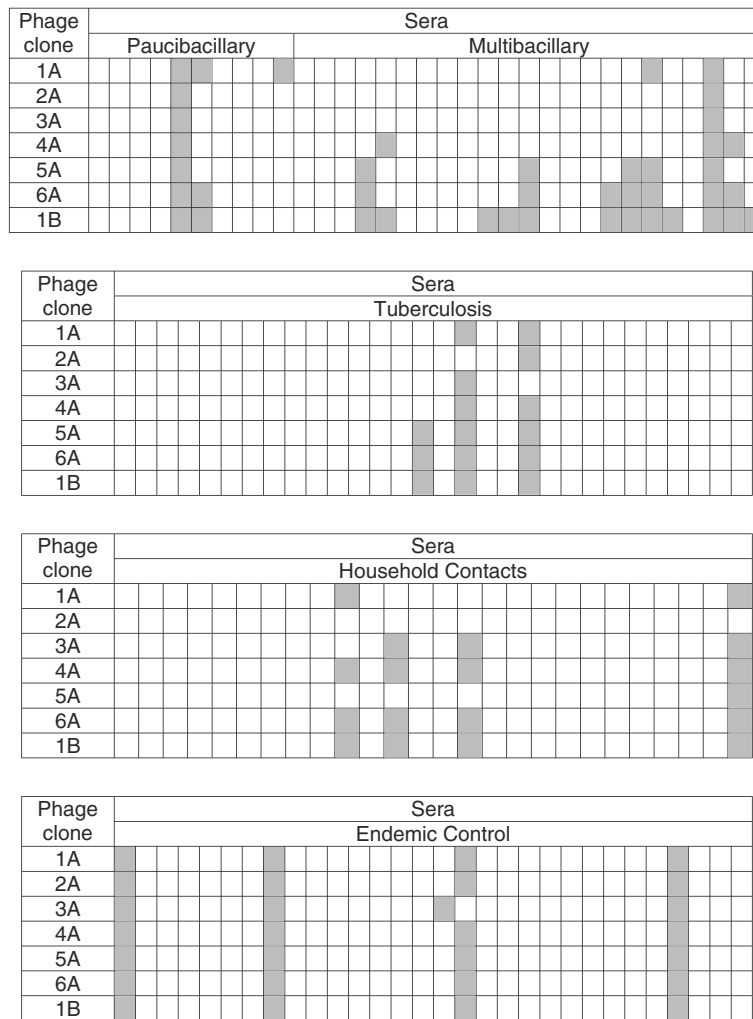 Phage clone Sera
Paucibacillary Multibacillary
1A
2A
3A
4A
5A
6A
1B
Phage clone Sera
Tuberculosis
1A
2A
3A
4A
5A
6A
1B
Phage clone Sera
Household Contacts
1A
2A
3A
4A
5A
6A
1B
Phage clone Sera
Endemic Control
1A
2A
3A
4A
5A
6A
1B